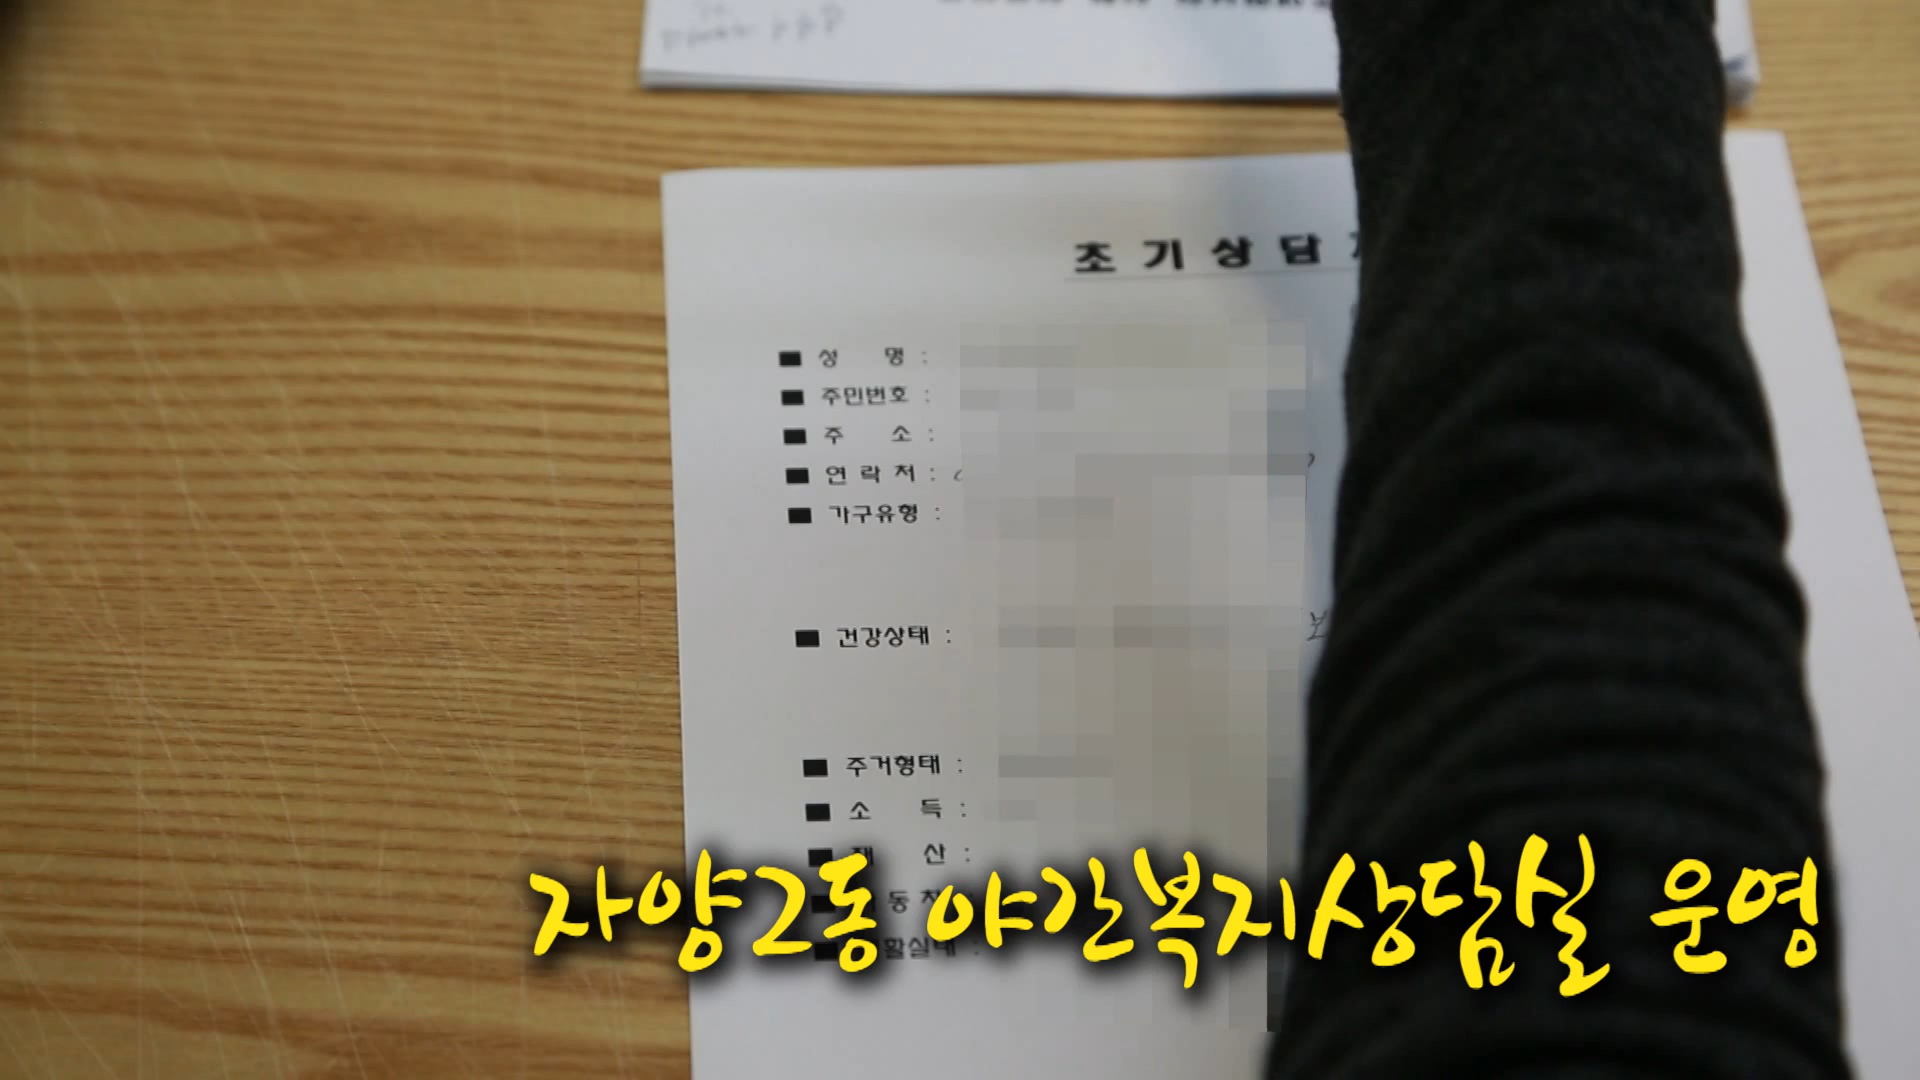 초 기 상 담
■ 성 명 :
■ 주민번호 :
■ 주 소 :
■ 연 락 처 :
■ 가구유형 :
■ 건강상태 :
■ 주거형태 :
■ 소 득 :
■ 재 산 :
자양2동 야간복지상담실 운영